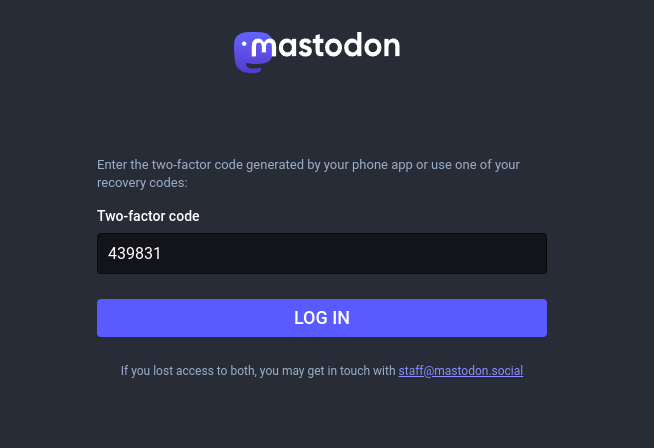 mastodon
Enter the two-factor code generated by your phone app or use one of your
recovery codes:
Two-factor code
439831
LOG IN
If you lost access to both, you may get in touch with staff@mastodon.social